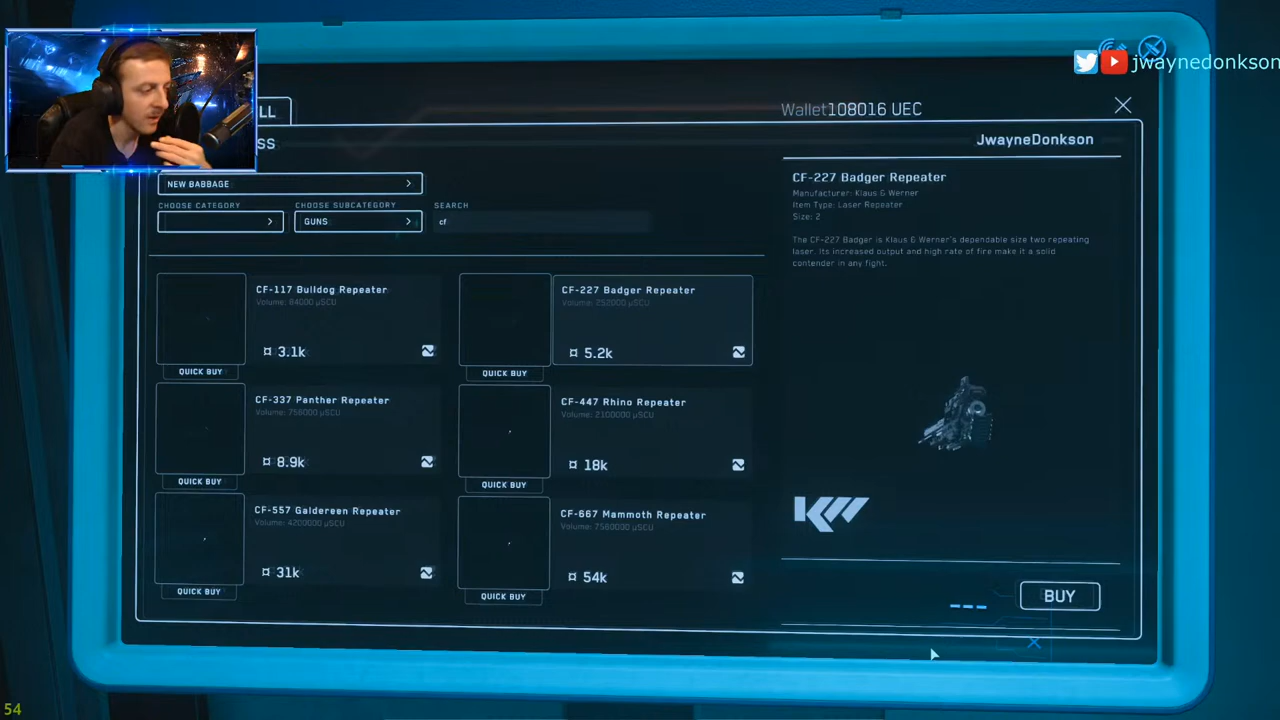 jwaynedonkson
LL
Wallet108016 UEC
SS
JwayneDonkson
NEW BABBAGE
CHOOSE CATEGORY
CHOOSE SUBCATEGORY
SEARCH
GUNS
cf
CF-117 Bulldog Repeater
Volume: 84000 µSCU
¤ 3.1k
QUICK BUY
CF-227 Badger Repeater
Volume: 252000 µSCU
¤ 5.2k
QUICK BUY
CF-337 Panther Repeater
Volume: 756000 µSCU
¤ 8.9k
QUICK BUY
CF-447 Rhino Repeater
Volume: 2100000 µSCU
¤ 18k
QUICK BUY
CF-557 Galdereen Repeater
Volume: 4200000 µSCU
¤ 31k
QUICK BUY
CF-667 Mammoth Repeater
Volume: 7560000 µSCU
¤ 54k
QUICK BUY
CF-227 Badger Repeater
Manufacturer: Klaus & Werner
Item Type: Laser Repeater
Size: 2
The CF-227 Badger is Klaus & Werner's dependable size two repeating
laser. Its increased output and high rate of fire make it a solid
contender in any fight.
KW
BUY
54